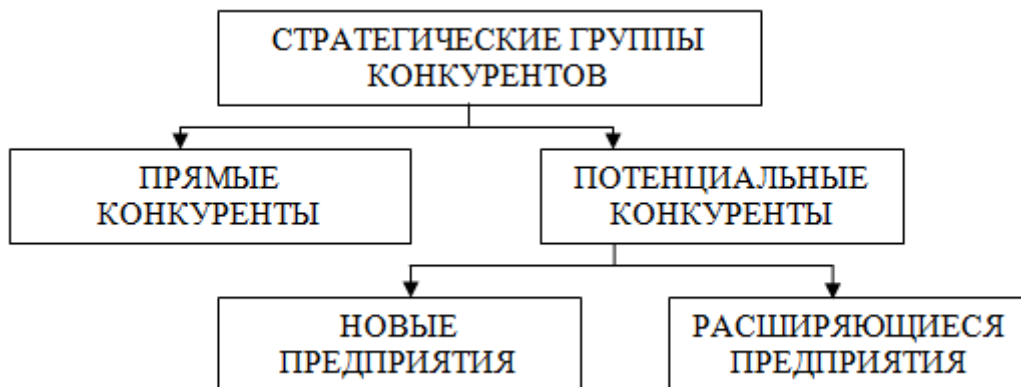 СТРАТЕГИЧЕСКИЕ ГРУППЫ
КОНКУРЕНТОВ
ПРЯМЫЕ
КОНКУРЕНТЫ
ПОТЕНЦИАЛЬНЫЕ
КОНКУРЕНТЫ
НОВЫЕ
ПРЕДПРИЯТИЯ
РАСШИРЯЮЩИЕСЯ
ПРЕДПРИЯТИЯ